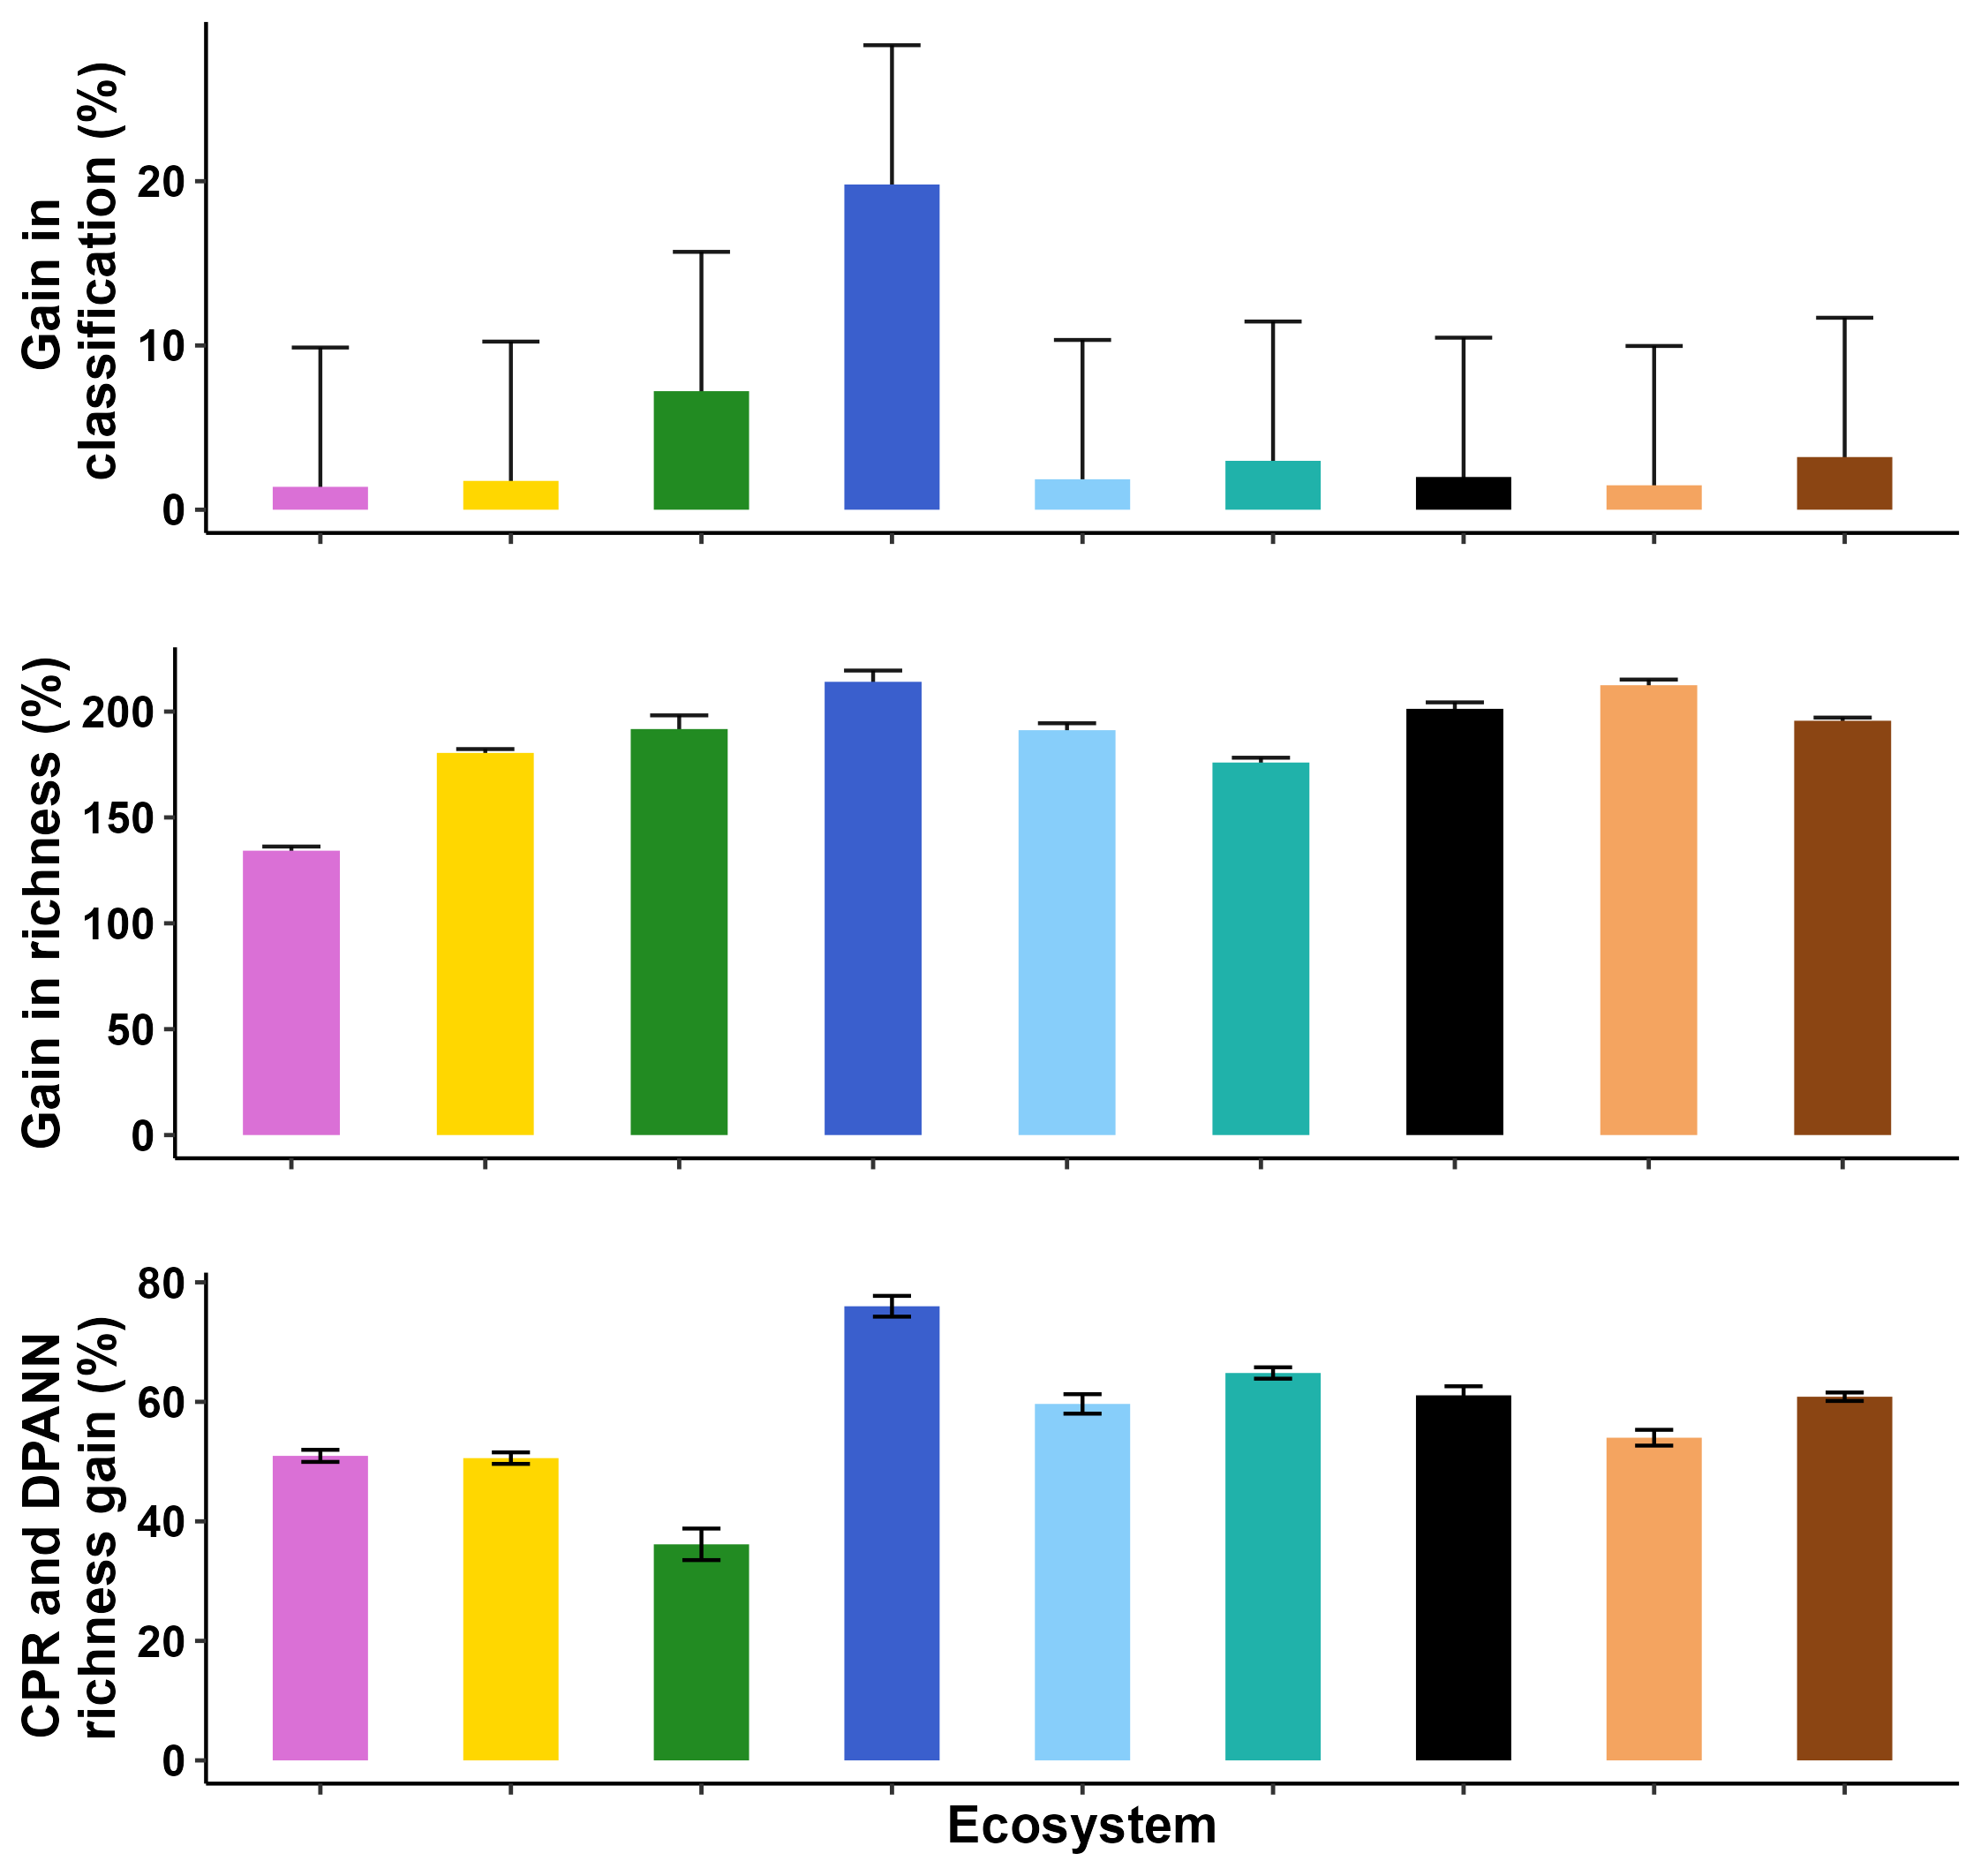 Gain in
classification (%)
20
10
0
Gain in richness (%)
200
150
100
50
0
CPR and DPANN
richness gain (%)
80
60
40
20
0
Ecosystem